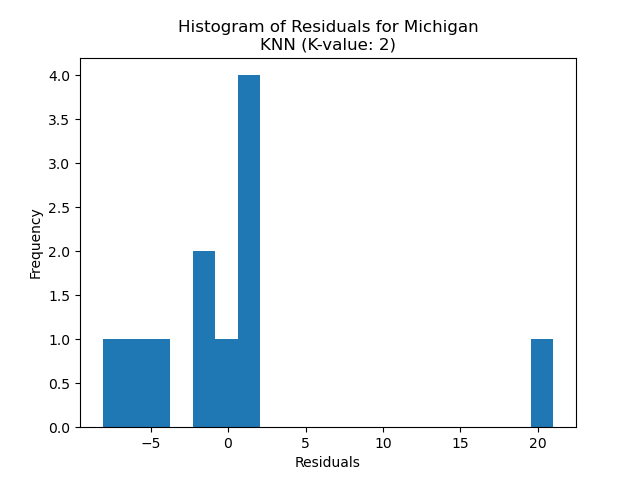 Histogram of Residuals for Michigan
KNN (K-value: 2)
4.0
3.5
3.0
2.5
2.0
1.5
1.0
0.5
0.0
Frequency
−5 0 5 10 15 20
Residuals